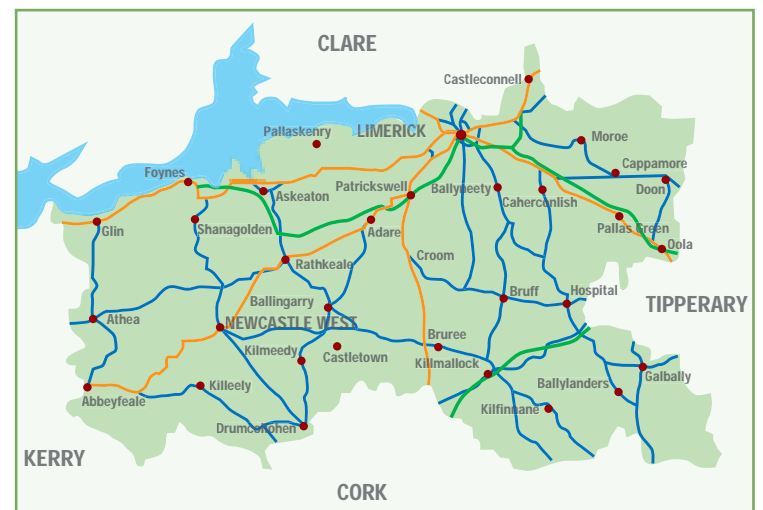 CLARE
Castleconnell
Pallaskenry
LIMERICK
Moroe
Cappamore
Foynes
Patrickswell
Ballyneety
Doon
Askeaton
Caherconlish
Glin
Shanagolden
Adare
Pallas Green
Oola
Croom
Rathkeale
Ballingarry
Bruff
Hospital
TIPPERARY
Athea
NEWCASTLE WEST
Bruree
Kilmeedy
Castletown
Killmallock
Galbally
Killeely
Ballylanders
Abbeyfeale
Kilfinnane
Drumcollohen
KERRY
CORK